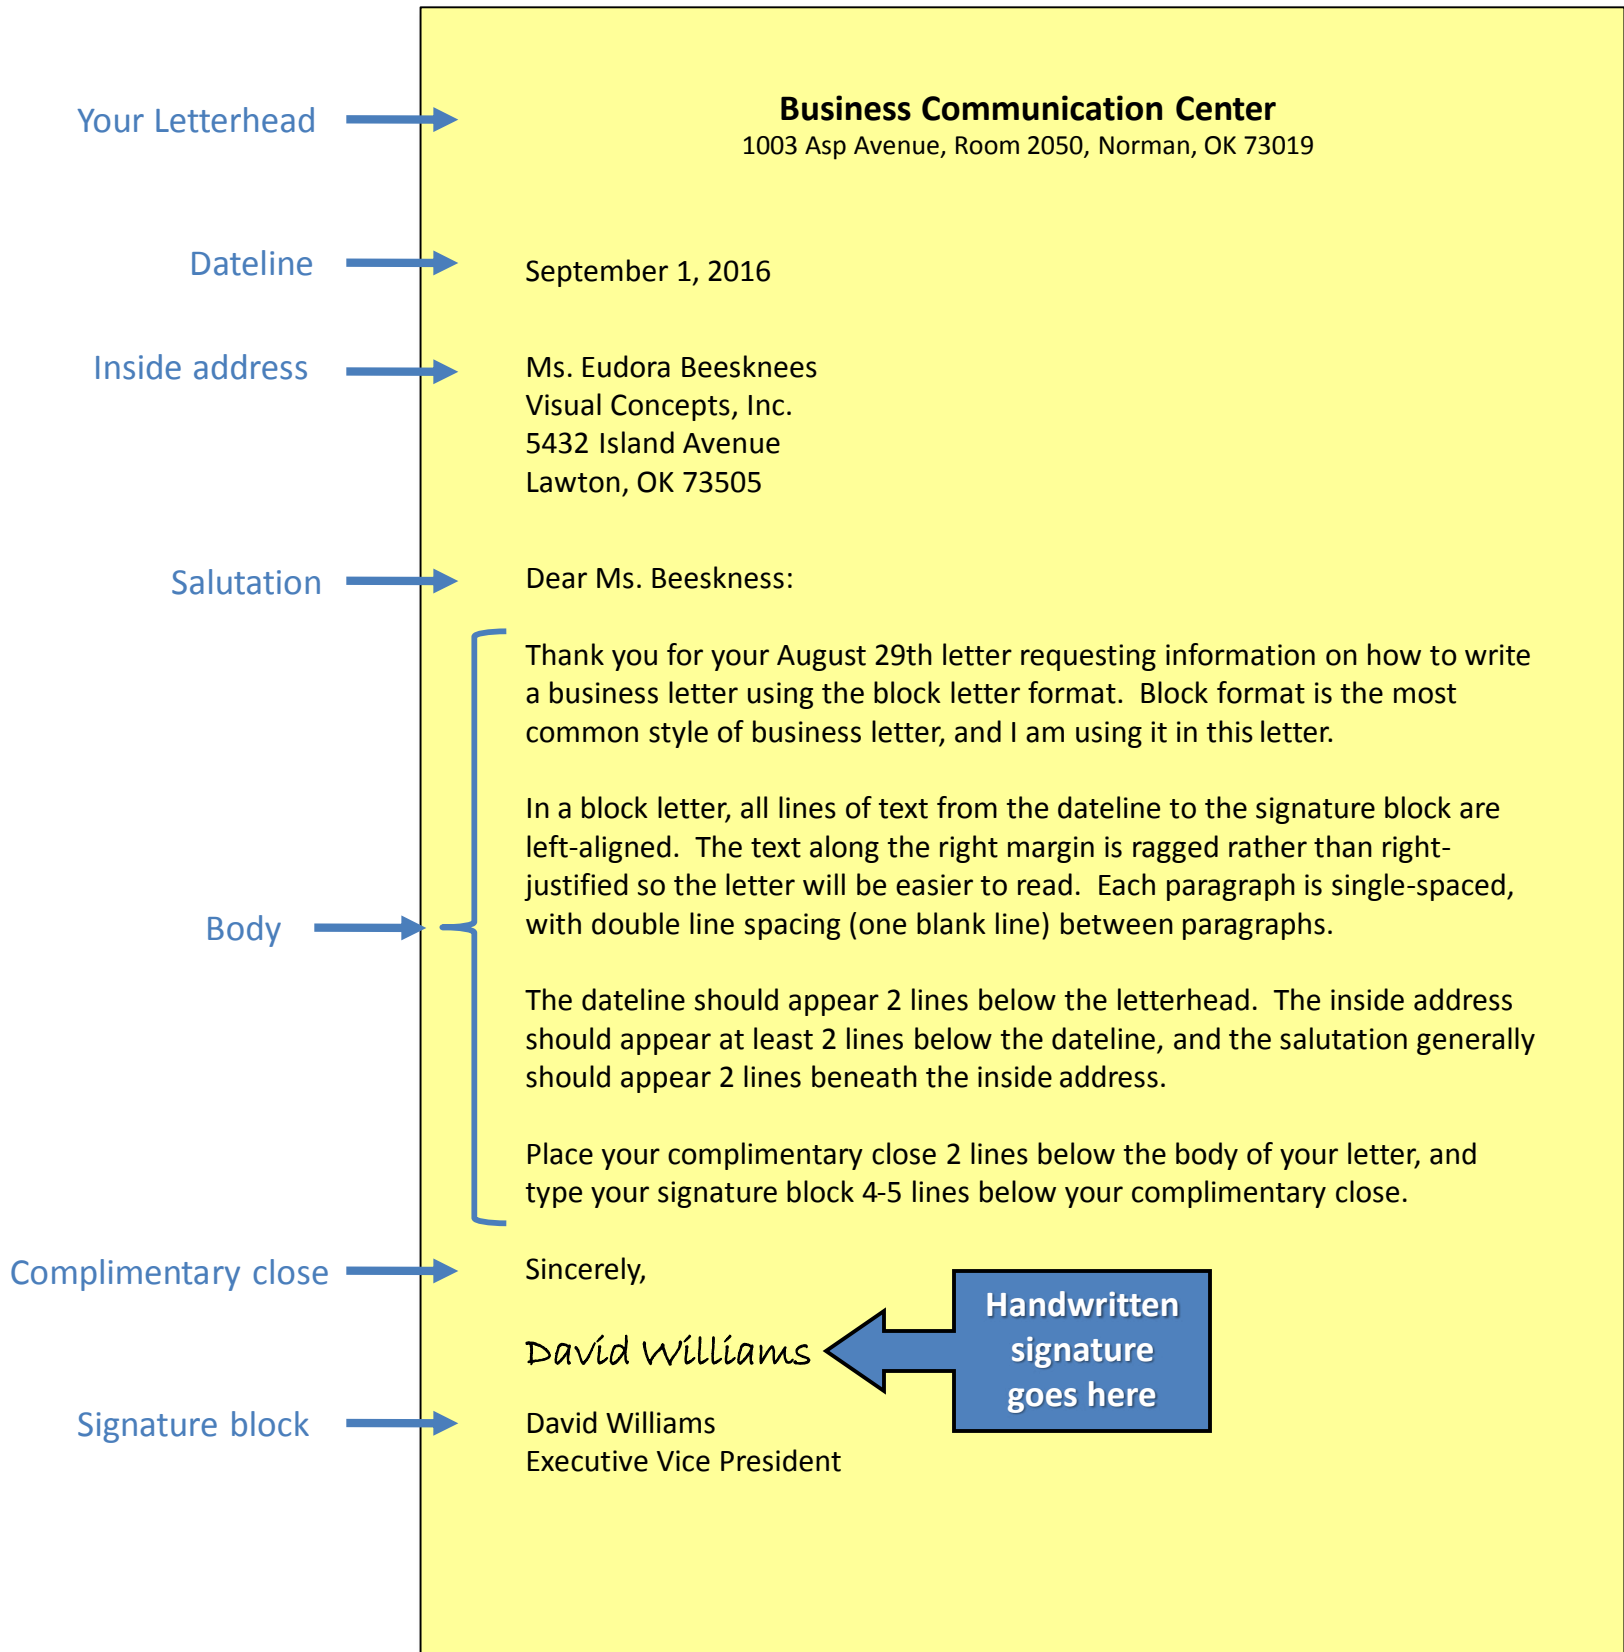 Your Letterhead
Business Communication Center
1003 Asp Avenue, Room 2050, Norman, OK 73019
Dateline
September 1, 2016
Inside address
Ms. Eudora Beesknees
Visual Concepts, Inc.
5432 Island Avenue
Lawton, OK 73505
Salutation
Dear Ms. Beeskness:
Thank you for your August 29th letter requesting information on how to write
a business letter using the block letter format.  Block format is the most
common style of business letter, and I am using it in this letter.
In a block letter, all lines of text from the dateline to the signature block are
left-aligned.  The text along the right margin is ragged rather than right-
justified so the letter will be easier to read.  Each paragraph is single-spaced,
with double line spacing (one blank line) between paragraphs.
Body
The dateline should appear 2 lines below the letterhead.  The inside address
should appear at least 2 lines below the dateline, and the salutation generally
should appear 2 lines beneath the inside address.
Place your complimentary close 2 lines below the body of your letter, and
type your signature block 4-5 lines below your complimentary close.
Complimentary close
Sincerely,
David Williams
Handwritten
signature
goes here
Signature block
David Williams
Executive Vice President